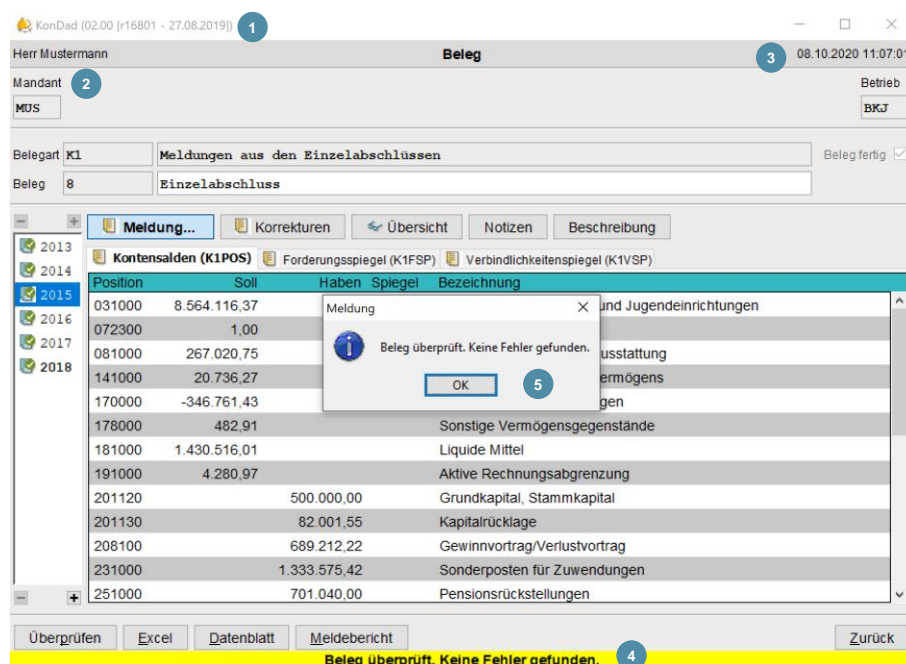 KonDad (02.00 [r16801 - 27.08.2019]) 1
Herr Mustermann Beleg 3 08.10.2020 11:07:01
Mandant 2 Betrieb
MUS BKJ
Belegart K1 Meldungen aus den Einzelabschlüssen Beleg fertig
Beleg 8 Einzelabschluss
Meldung... Korrekturen Übersicht Notizen Beschreibung
Kontensalden (K1POS) Forderungsspiegel (K1FSP) Verbindlichkeitenspiegel (K1VSP)
2013
2014
2015
2016
2017
2018
Position Soll Haben Spiegel Bezeichnung
031000 8.564.116,37 und Jugendeinrichtungen
072300 1,00
081000 267.020,75 usstattung
141000 20.736,27 ermögens
170000 -346.761,43 gen
178000 482,91 Sonstige Vermögensgegenstände
181000 1.430.516,01 Liquide Mittel
191000 4.280,97 Aktive Rechnungsabgrenzung
201120 500.000,00 Grundkapital, Stammkapital
201130 82.001,55 Kapitalrücklage
208100 689.212,22 Gewinnvortrag/Verlustvortrag
231000 1.333.575,42 Sonderposten für Zuwendungen
251000 701.040,00 Pensionsrückstellungen
Meldung
Beleg überprüft. Keine Fehler gefunden.
OK 5
Überprüfen Excel Datenblatt Meldebericht Zurück
Beleg überprüft. Keine Fehler gefunden. 4